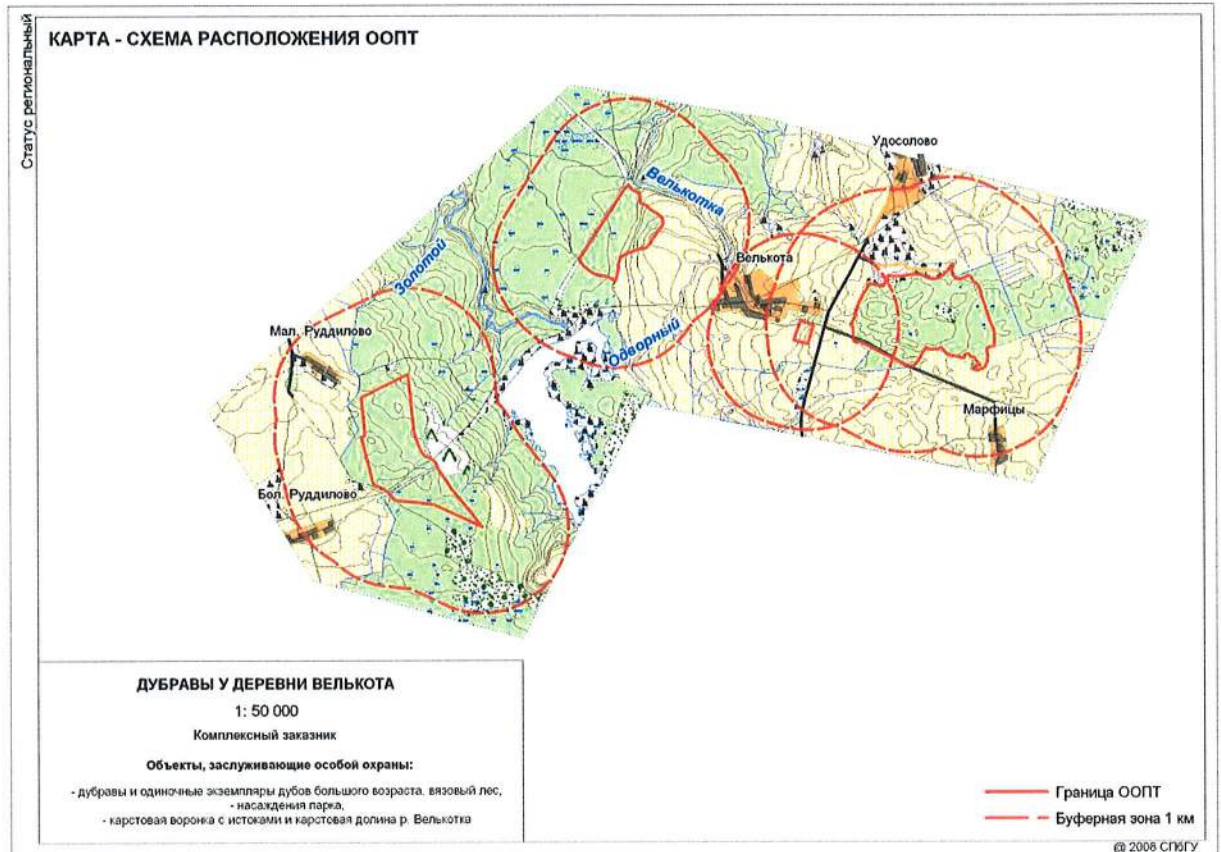 Статус региональный
КАРТА - СХЕМА РАСПОЛОЖЕНИЯ ООПТ
Удосолово
Велькотка
Велькота
Золотой
Одворный
Мал. Руддилово
Марфицы
Бол. Руддилово
ДУБРАВЫ У ДЕРЕВНИ ВЕЛЬКОТА
1: 50 000
Комплексный заказник
Объекты, заслуживающие особой охраны:
- дубравы и одиночные экземпляры дубов большого возраста, вязовый лес,
- насаждения парка,
- карстовая воронка с истоками и карстовая долина р. Велькотка
Граница ООПТ
Буферная зона 1 км
@ 2008 СПбГУ